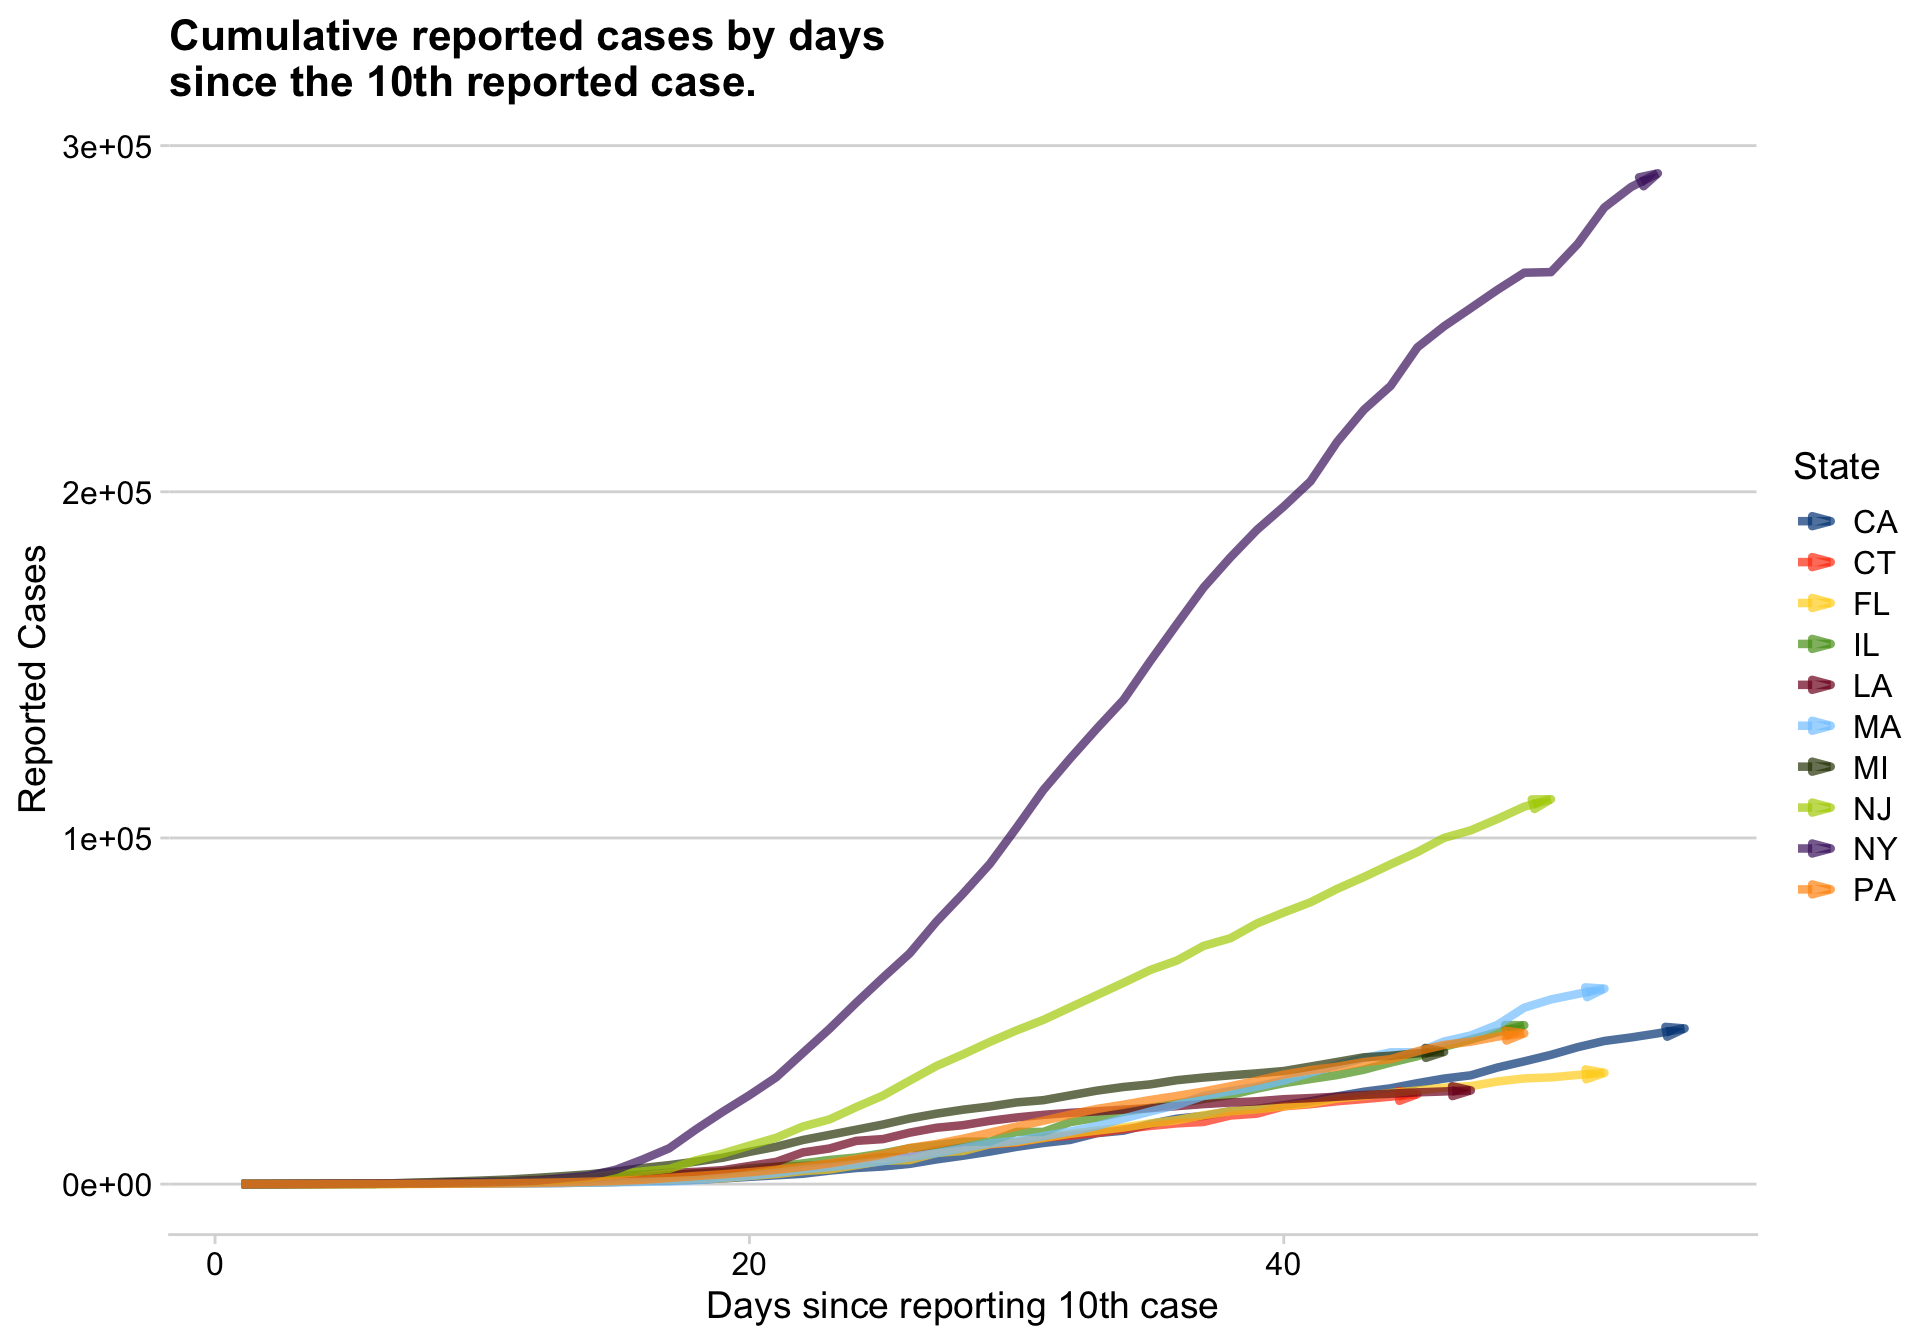 Cumulative reported cases by days
since the 10th reported case.
3e+05
2e+05
1e+05
0e+00
Reported Cases
0
20
40
Days since reporting 10th case
State
CA
CT
FL
IL
LA
MA
MI
NJ
NY
PA